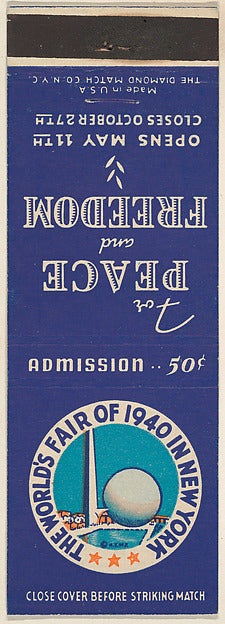 THE DIAMOND MATCH CO. N.Y.C.
Made in U.S.A.
CLOSES OCTOBER 27TH
OPENS MAY 11TH
For
PEACE
and
FREEDOM
ADMISSION .. 50¢
THE WORLD'S FAIR OF 1940 IN NEW YORK
CLOSE COVER BEFORE STRIKING MATCH